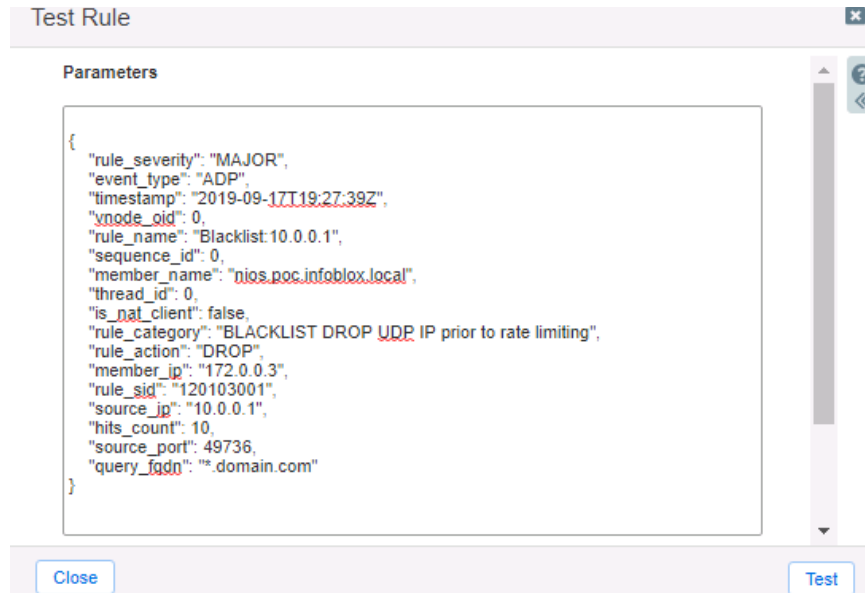 Test Rule
Parameters
{
"rule_severity": "MAJOR",
"event_type": "ADP",
"timestamp": "2019-09-17T19:27:39Z",
"vnode_oid": 0,
"rule_name": "Blacklist:10.0.0.1",
"sequence_id": 0,
"member_name": "nios.poc.infoblox.local",
"thread_id": 0,
"is_nat_client": false,
"rule_category": "BLACKLIST DROP UDP IP prior to rate limiting",
"rule_action": "DROP",
"member_ip": "172.0.0.3",
"rule_sid": "120103001",
"source_ip": "10.0.0.1",
"hits_count": 10,
"source_port": 49736,
"query_fqdn": "*.domain.com"
}
Close
Test